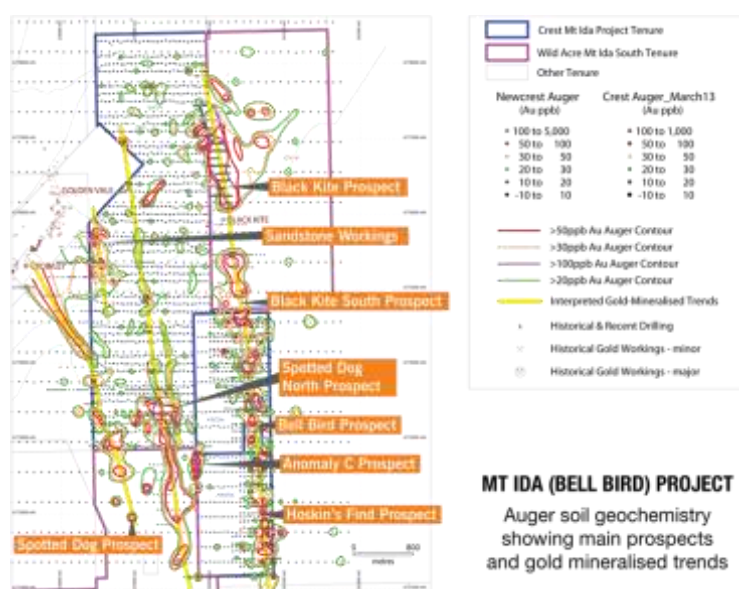 Black Kite Prospect
GOLDEN VALE
BLACK KITE
Sandstone Workings
Black Kite South Prospect
Spotted Dog
North Prospect
Bell Bird Prospect
Anomaly C Prospect
Hoskin's Find Prospect
Spotted Dog Prospect
0 800
metres
Crest Mt Ida Project Tenure
Wild Acre Mt Ida South Tenure
Other Tenure
Newcrest Auger Crest Auger_March13
(Au ppb) (Au ppb)
100 to 5,000 100 to 1,000
50 to 100 50 to 100
30 to 50 30 to 50
20 to 30 20 to 30
10 to 20 10 to 20
-10 to 10 -10 to 10
>50ppb Au Auger Contour
>30ppb Au Auger Contour
>100ppb Au Auger Contour
>20ppb Au Auger Contour
Interpreted Gold-Mineralised Trends
Historical & Recent Drilling
Historical Gold Workings - minor
Historical Gold Workings - major
MT IDA (BELL BIRD) PROJECT
Auger soil geochemistry
showing main prospects
and gold mineralised trends